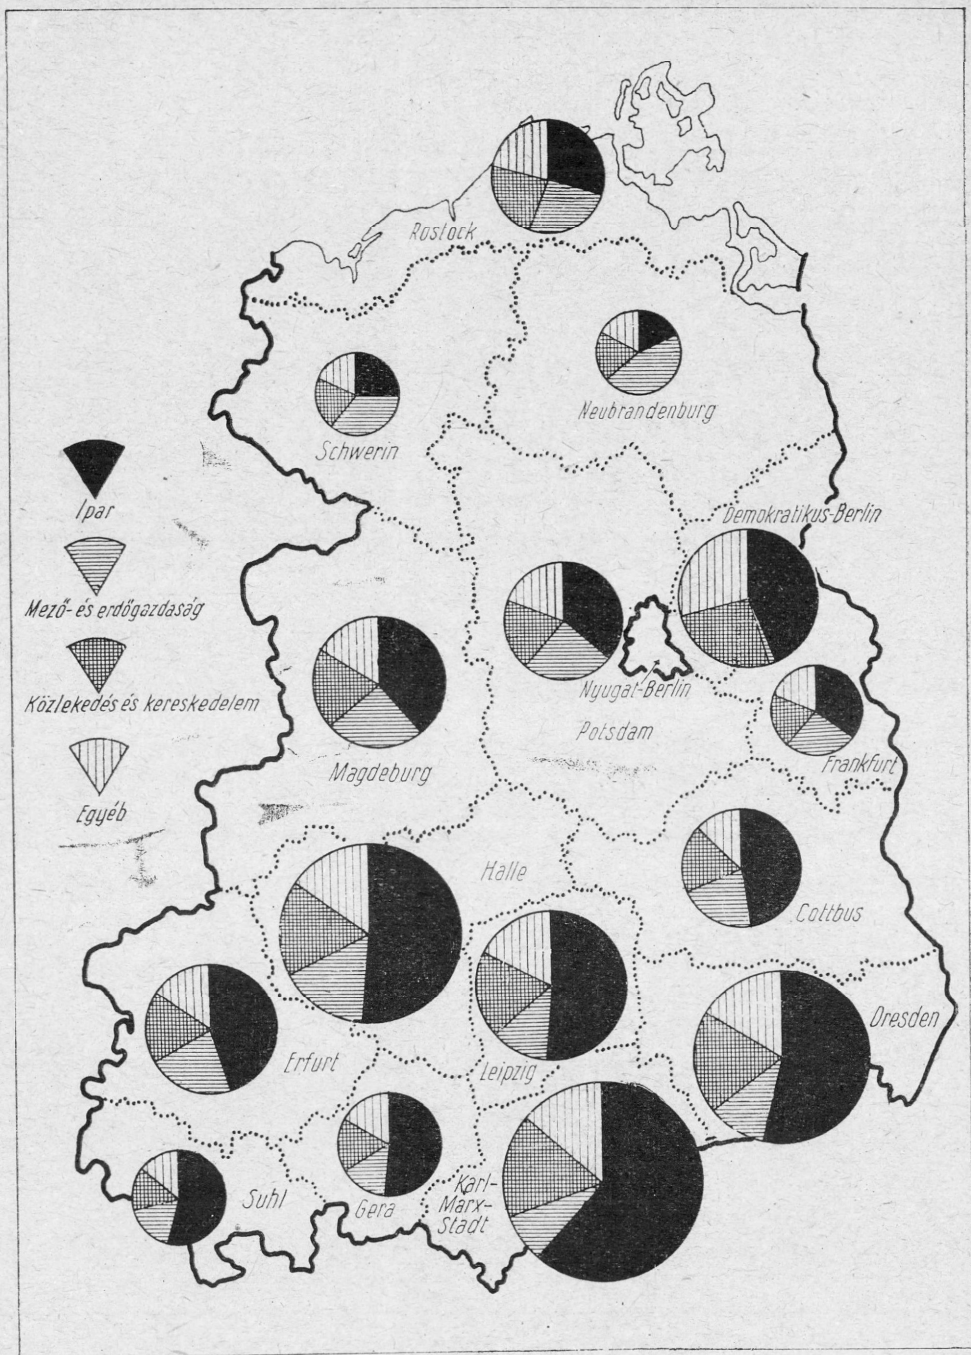 Rostock
Neubrandenburg
Schwerin
Ipar
Mező- és erdőgazdaság
Közlekedés és kereskedelem
Egyéb
Demokratikus-Berlin
Nyugat-Berlin
Potsdam
Frankfurt
Magdeburg
Halle
Cottbus
Dresden
Erfurt
Leipzig
Suhl
Gera
Karl-
Marx-
Stadt